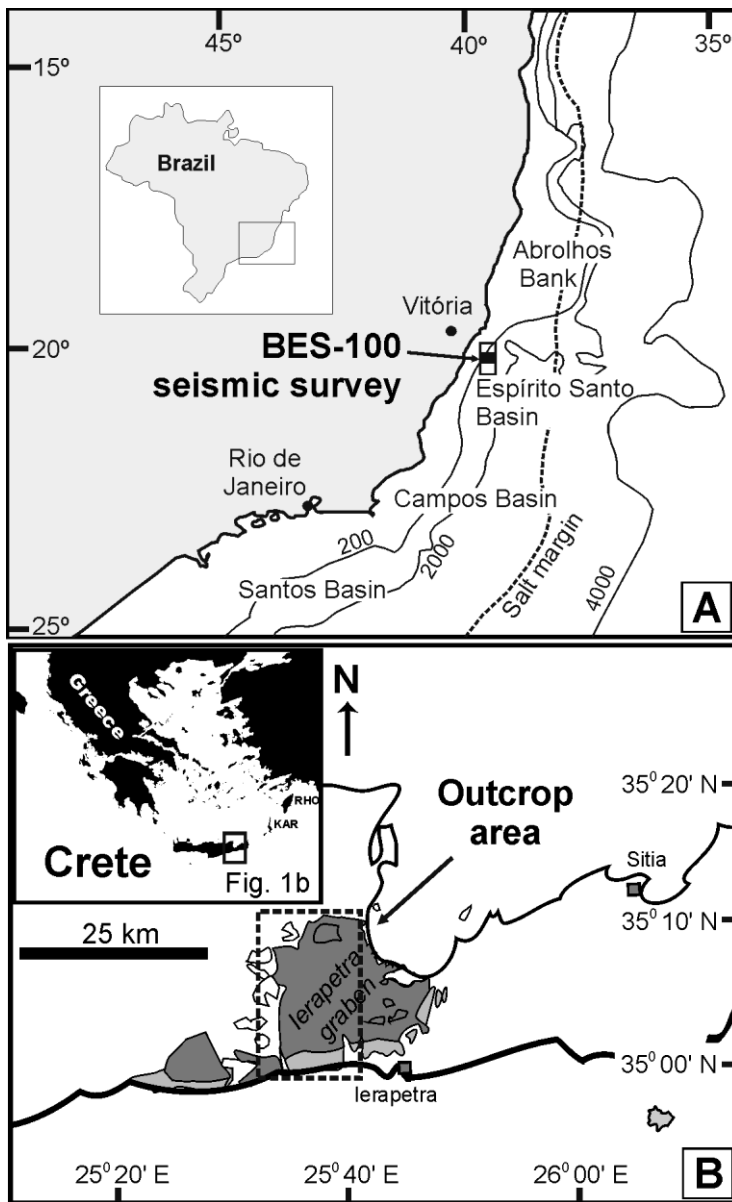 45º
40º
35º
15º
Brazil
Abrolhos
Bank
Vitória
20º
BES-100
seismic survey
Espírito Santo
Basin
Rio de
Janeiro
Campos Basin
200
2000
Salt margin
4000
Santos Basin
25º
A
Greece
N
35⁰ 20' N
RHO
KAR
Outcrop
area
Crete
Fig. 1b
Sitia
35⁰ 10' N
25 km
Ierapetra
graben
35⁰ 00' N
Ierapetra
25⁰ 20' E
25⁰ 40' E
26⁰ 00' E
B